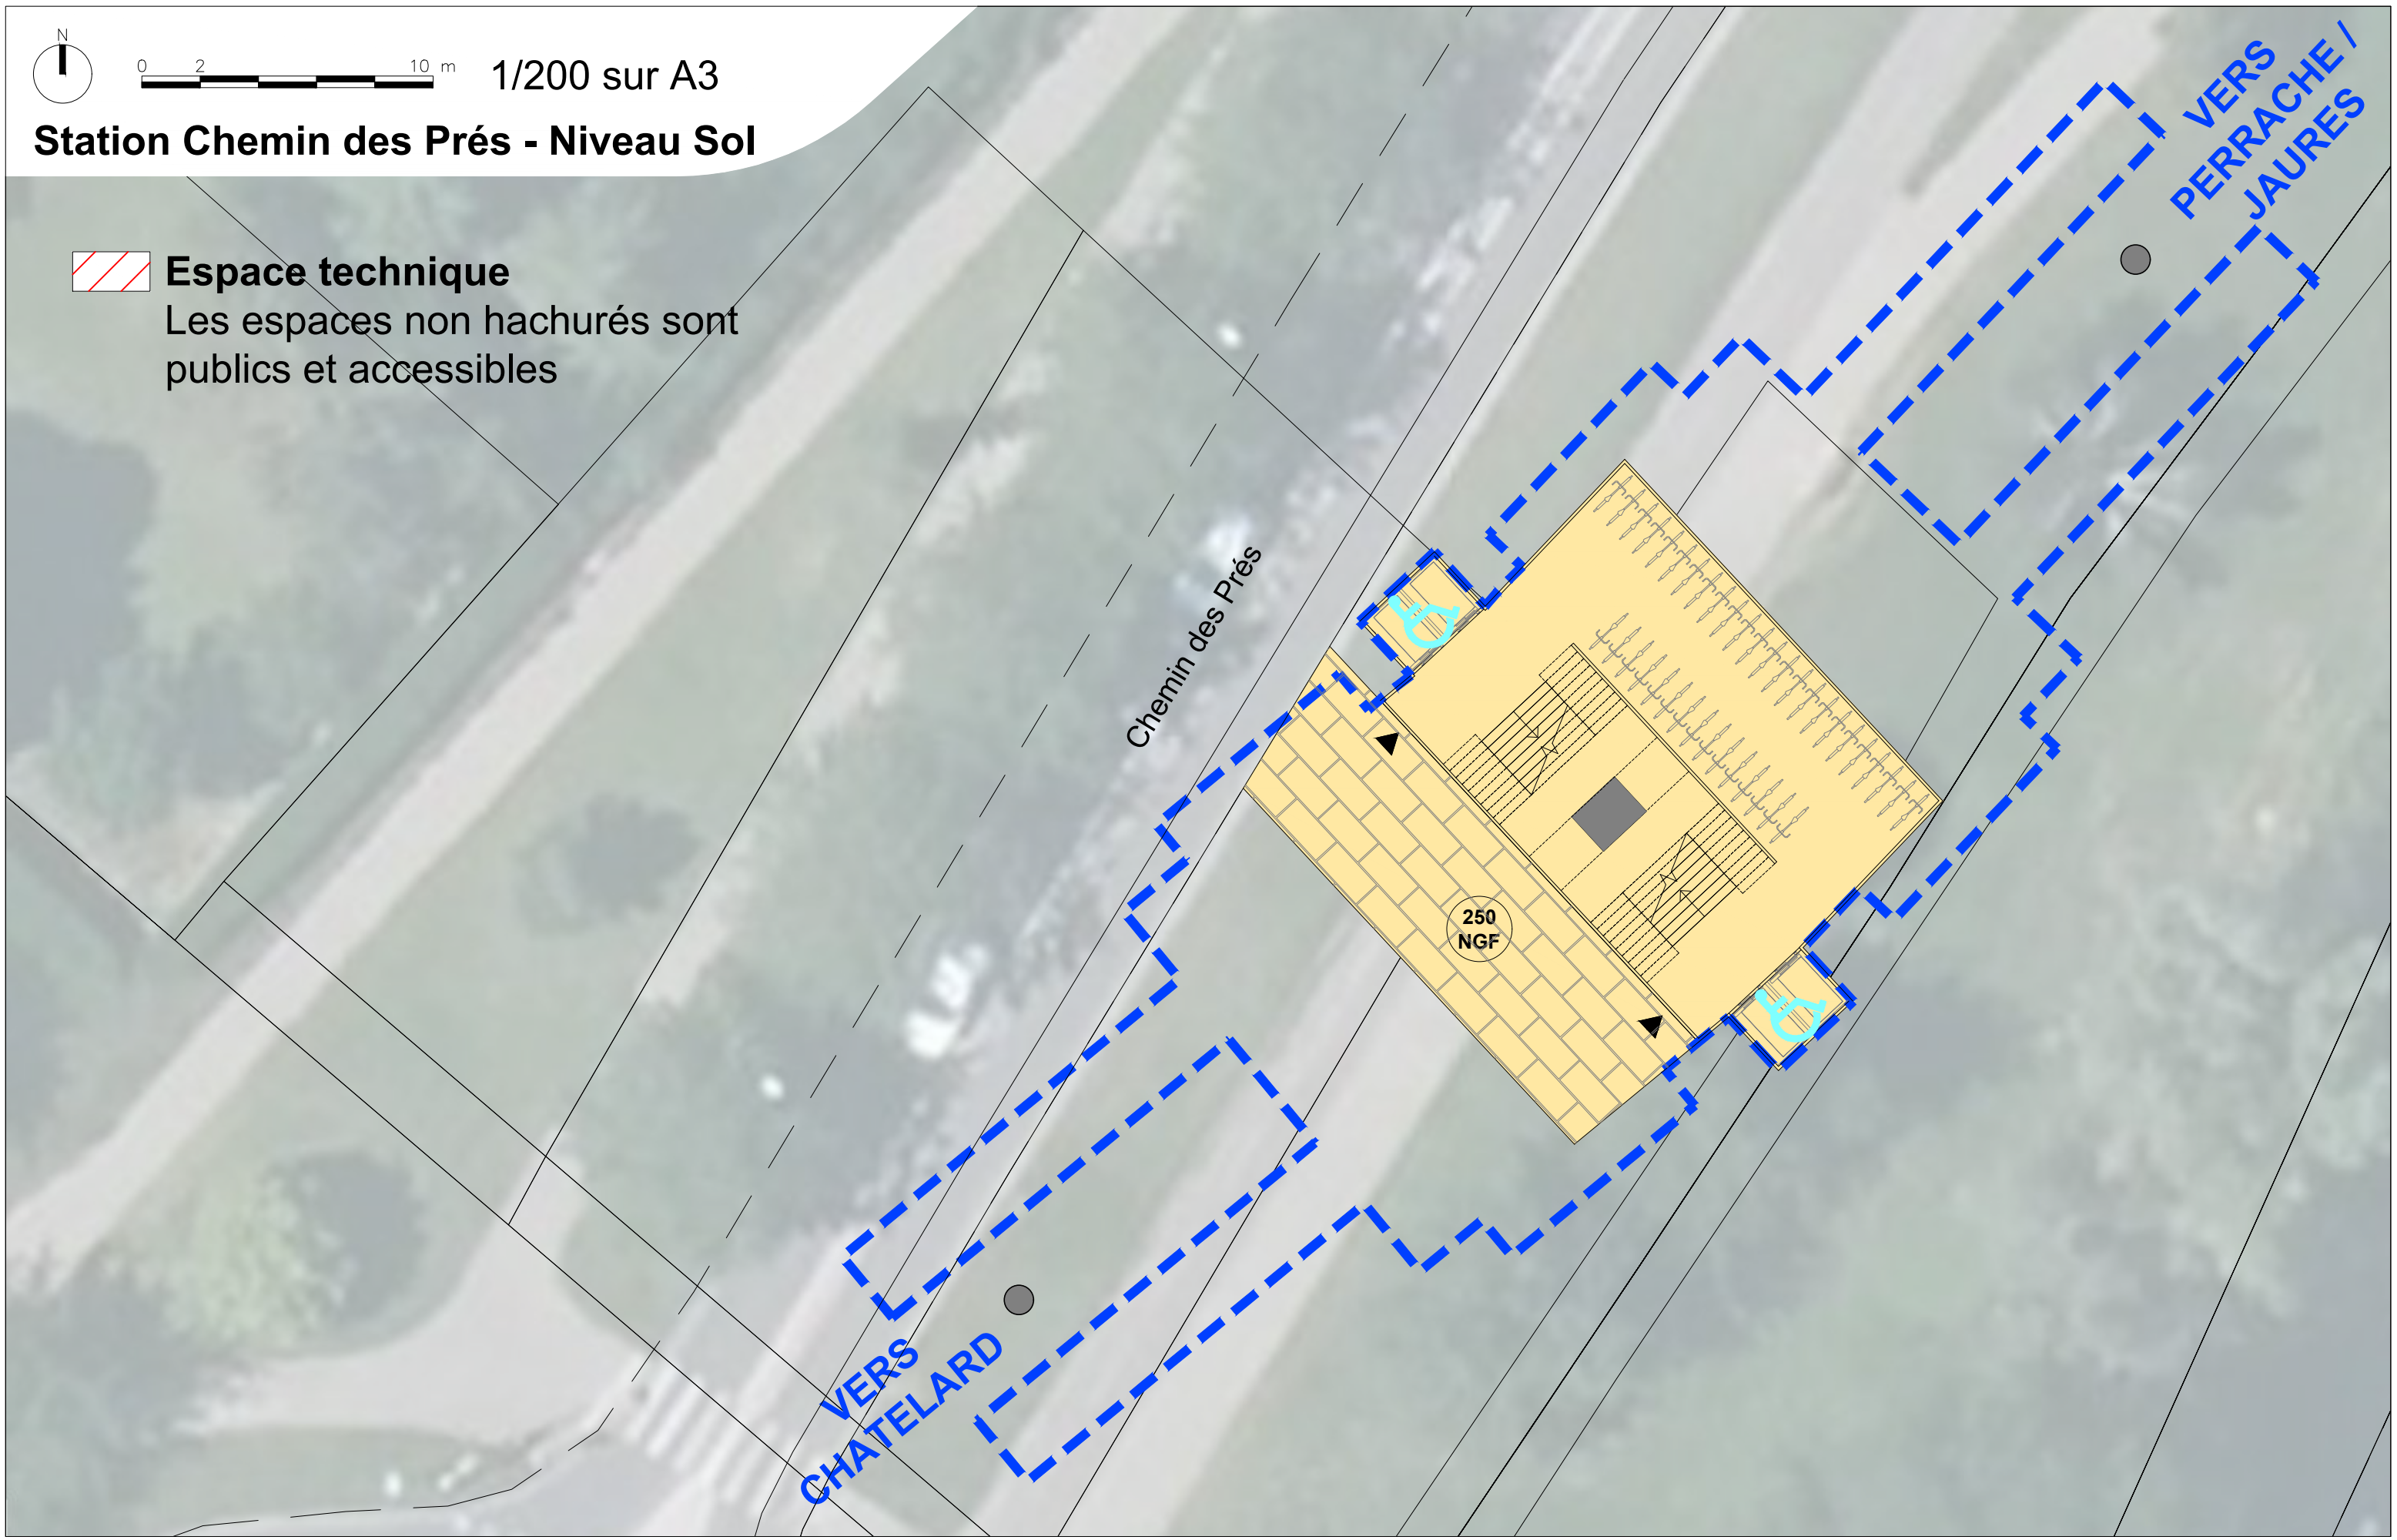 N
0 2 10 m
1/200 sur A3
Station Chemin des Prés - Niveau Sol
Espace technique
Les espaces non hachurés sont
publics et accessibles
VERS
PERRACHE /
JAURES
Chemin des Prés
250
NGF
VERS
CHATELARD